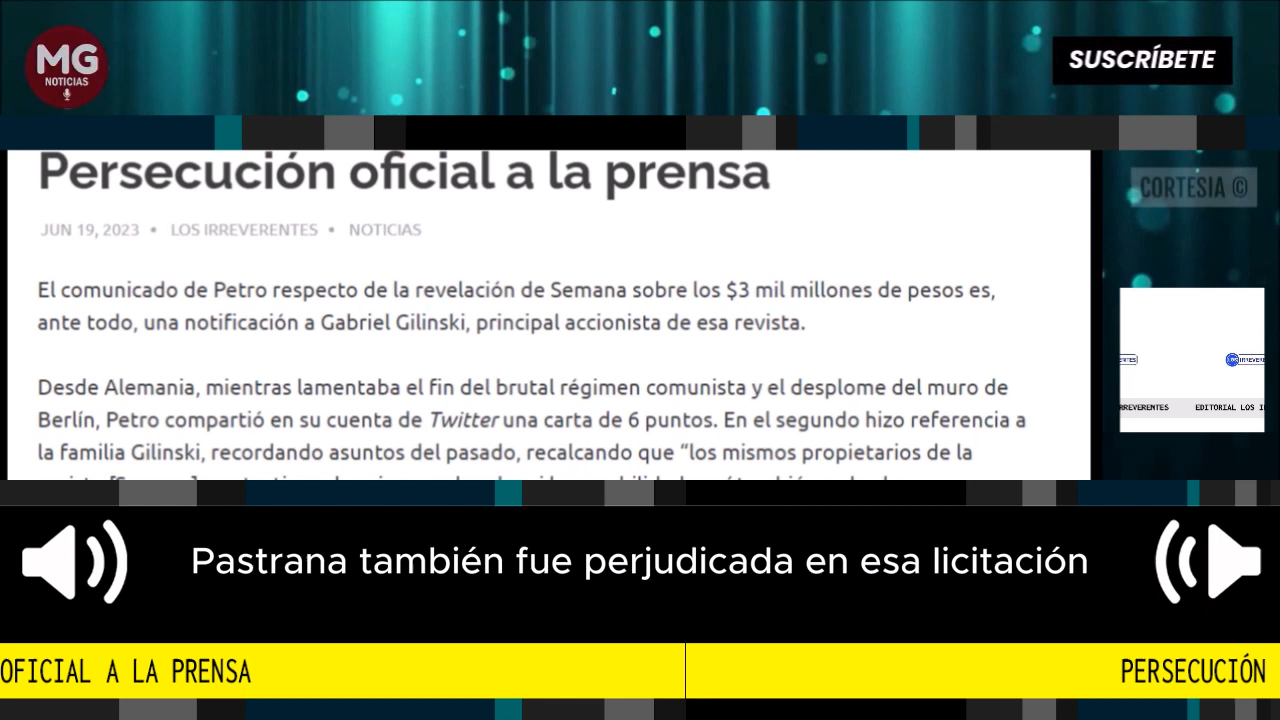 MG
NOTICIAS
SUSCRÍBETE
Persecución oficial a la prensa
CORTESIA ©
JUN 19, 2023 • LOS IRREVERENTES • NOTICIAS
El comunicado de Petro respecto de la revelación de Semana sobre los $3 mil millones de pesos es,
ante todo, una notificación a Gabriel Gilinski, principal accionista de esa revista.
Desde Alemania, mientras lamentaba el fin del brutal régimen comunista y el desplome del muro de
Berlín, Petro compartió en su cuenta de Twitter una carta de 6 puntos. En el segundo hizo referencia a
la familia Gilinski, recordando asuntos del pasado, recalcando que “los mismos propietarios de la
RREVERENTES EDITORIAL LOS I
Pastrana también fue perjudicada en esa licitación
OFICIAL A LA PRENSA PERSECUCIÓN